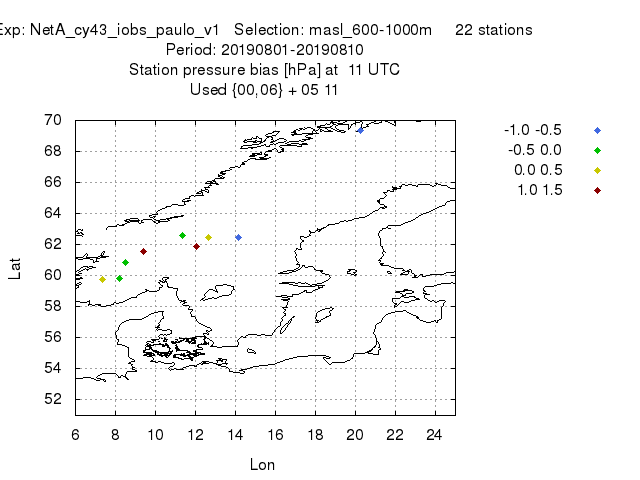 Exp: NetA_cy43_iobs_paulo_v1 Selection: masl_600-1000m 22 stations
Period: 20190801-20190810
Station pressure bias [hPa] at 11 UTC
Used {00,06} + 05 11
-1.0 -0.5
-0.5 0.0
0.0 0.5
1.0 1.5
70
68
66
64
62
60
58
56
54
52
Lat
6 8 10 12 14 16 18 20 22 24
Lon